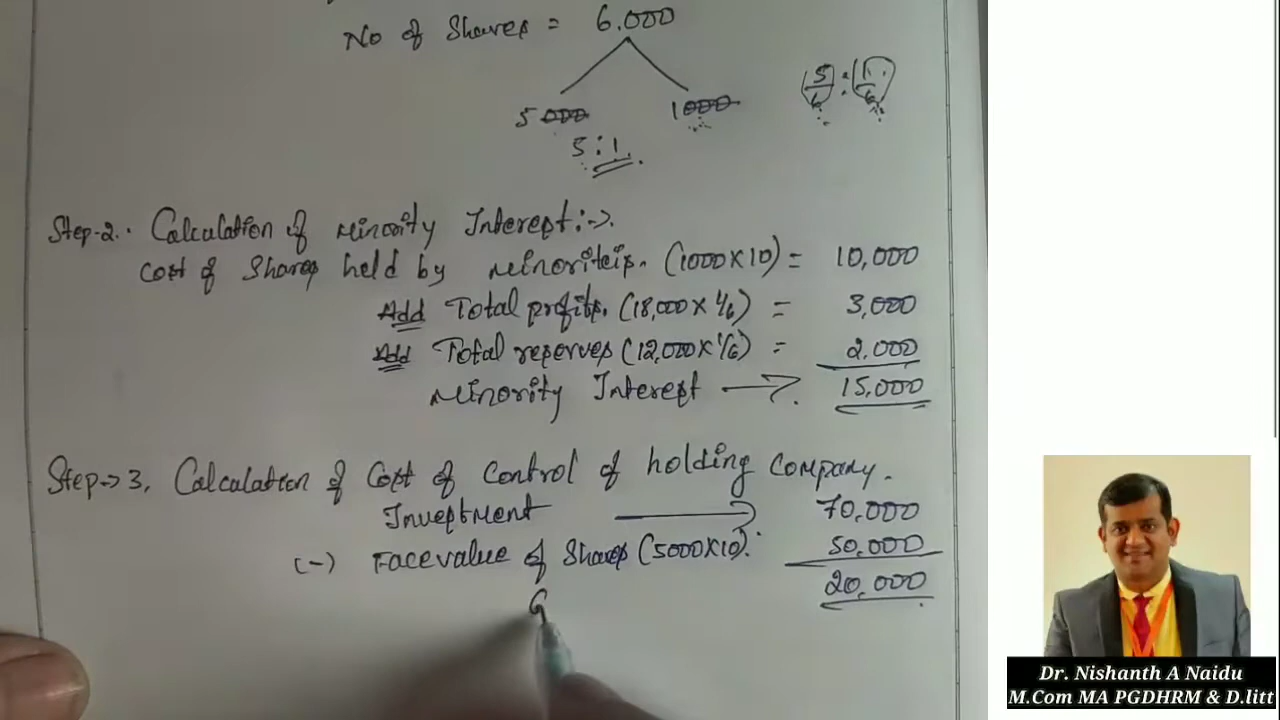 No of Shares = 6.000
5000 1000
5/6 : 1/6
5:1.
Step-2. Calculation of Minority Interest:→.
Cost of Shares held by Minorities. (1000×10) = 10,000
Add Total profits. (18,000 × 1/6) = 3,000
Add Total reserves (12,000×1/6) = 2,000
Minority Interest → 15,000
Step→3, Calculation of Cost of Control of holding Company.
Investment → 70,000
(-) Facevalue of Shares (5000×10). 50,000
20,000
G
Dr. Nishanth A Naidu
M.Com MA PGDHRM & D.litt